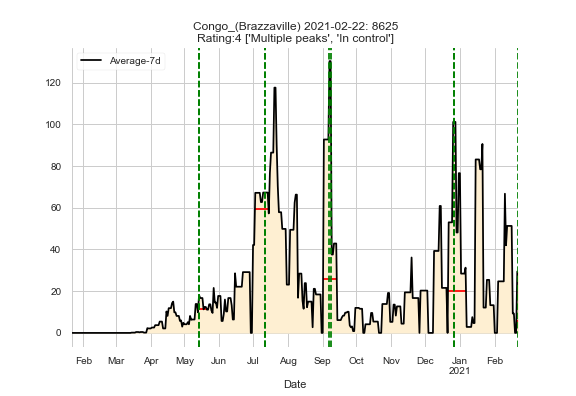 Congo_(Brazzaville) 2021-02-22: 8625
Rating:4 ['Multiple peaks', 'In control']
Average-7d
120
100
80
60
40
20
0
Feb Mar Apr May Jun Jul Aug Sep Oct Nov Dec Jan Feb
2021
Date